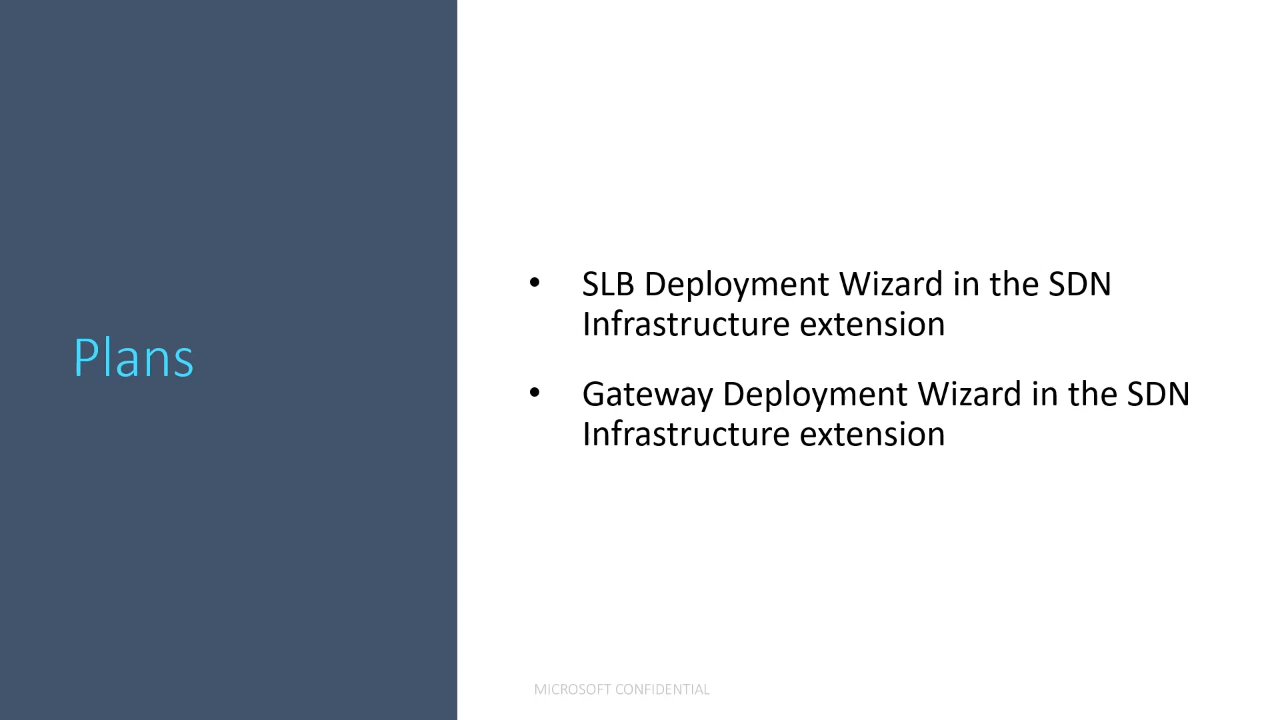 Plans
• SLB Deployment Wizard in the SDN
Infrastructure extension
• Gateway Deployment Wizard in the SDN
Infrastructure extension
MICROSOFT CONFIDENTIAL